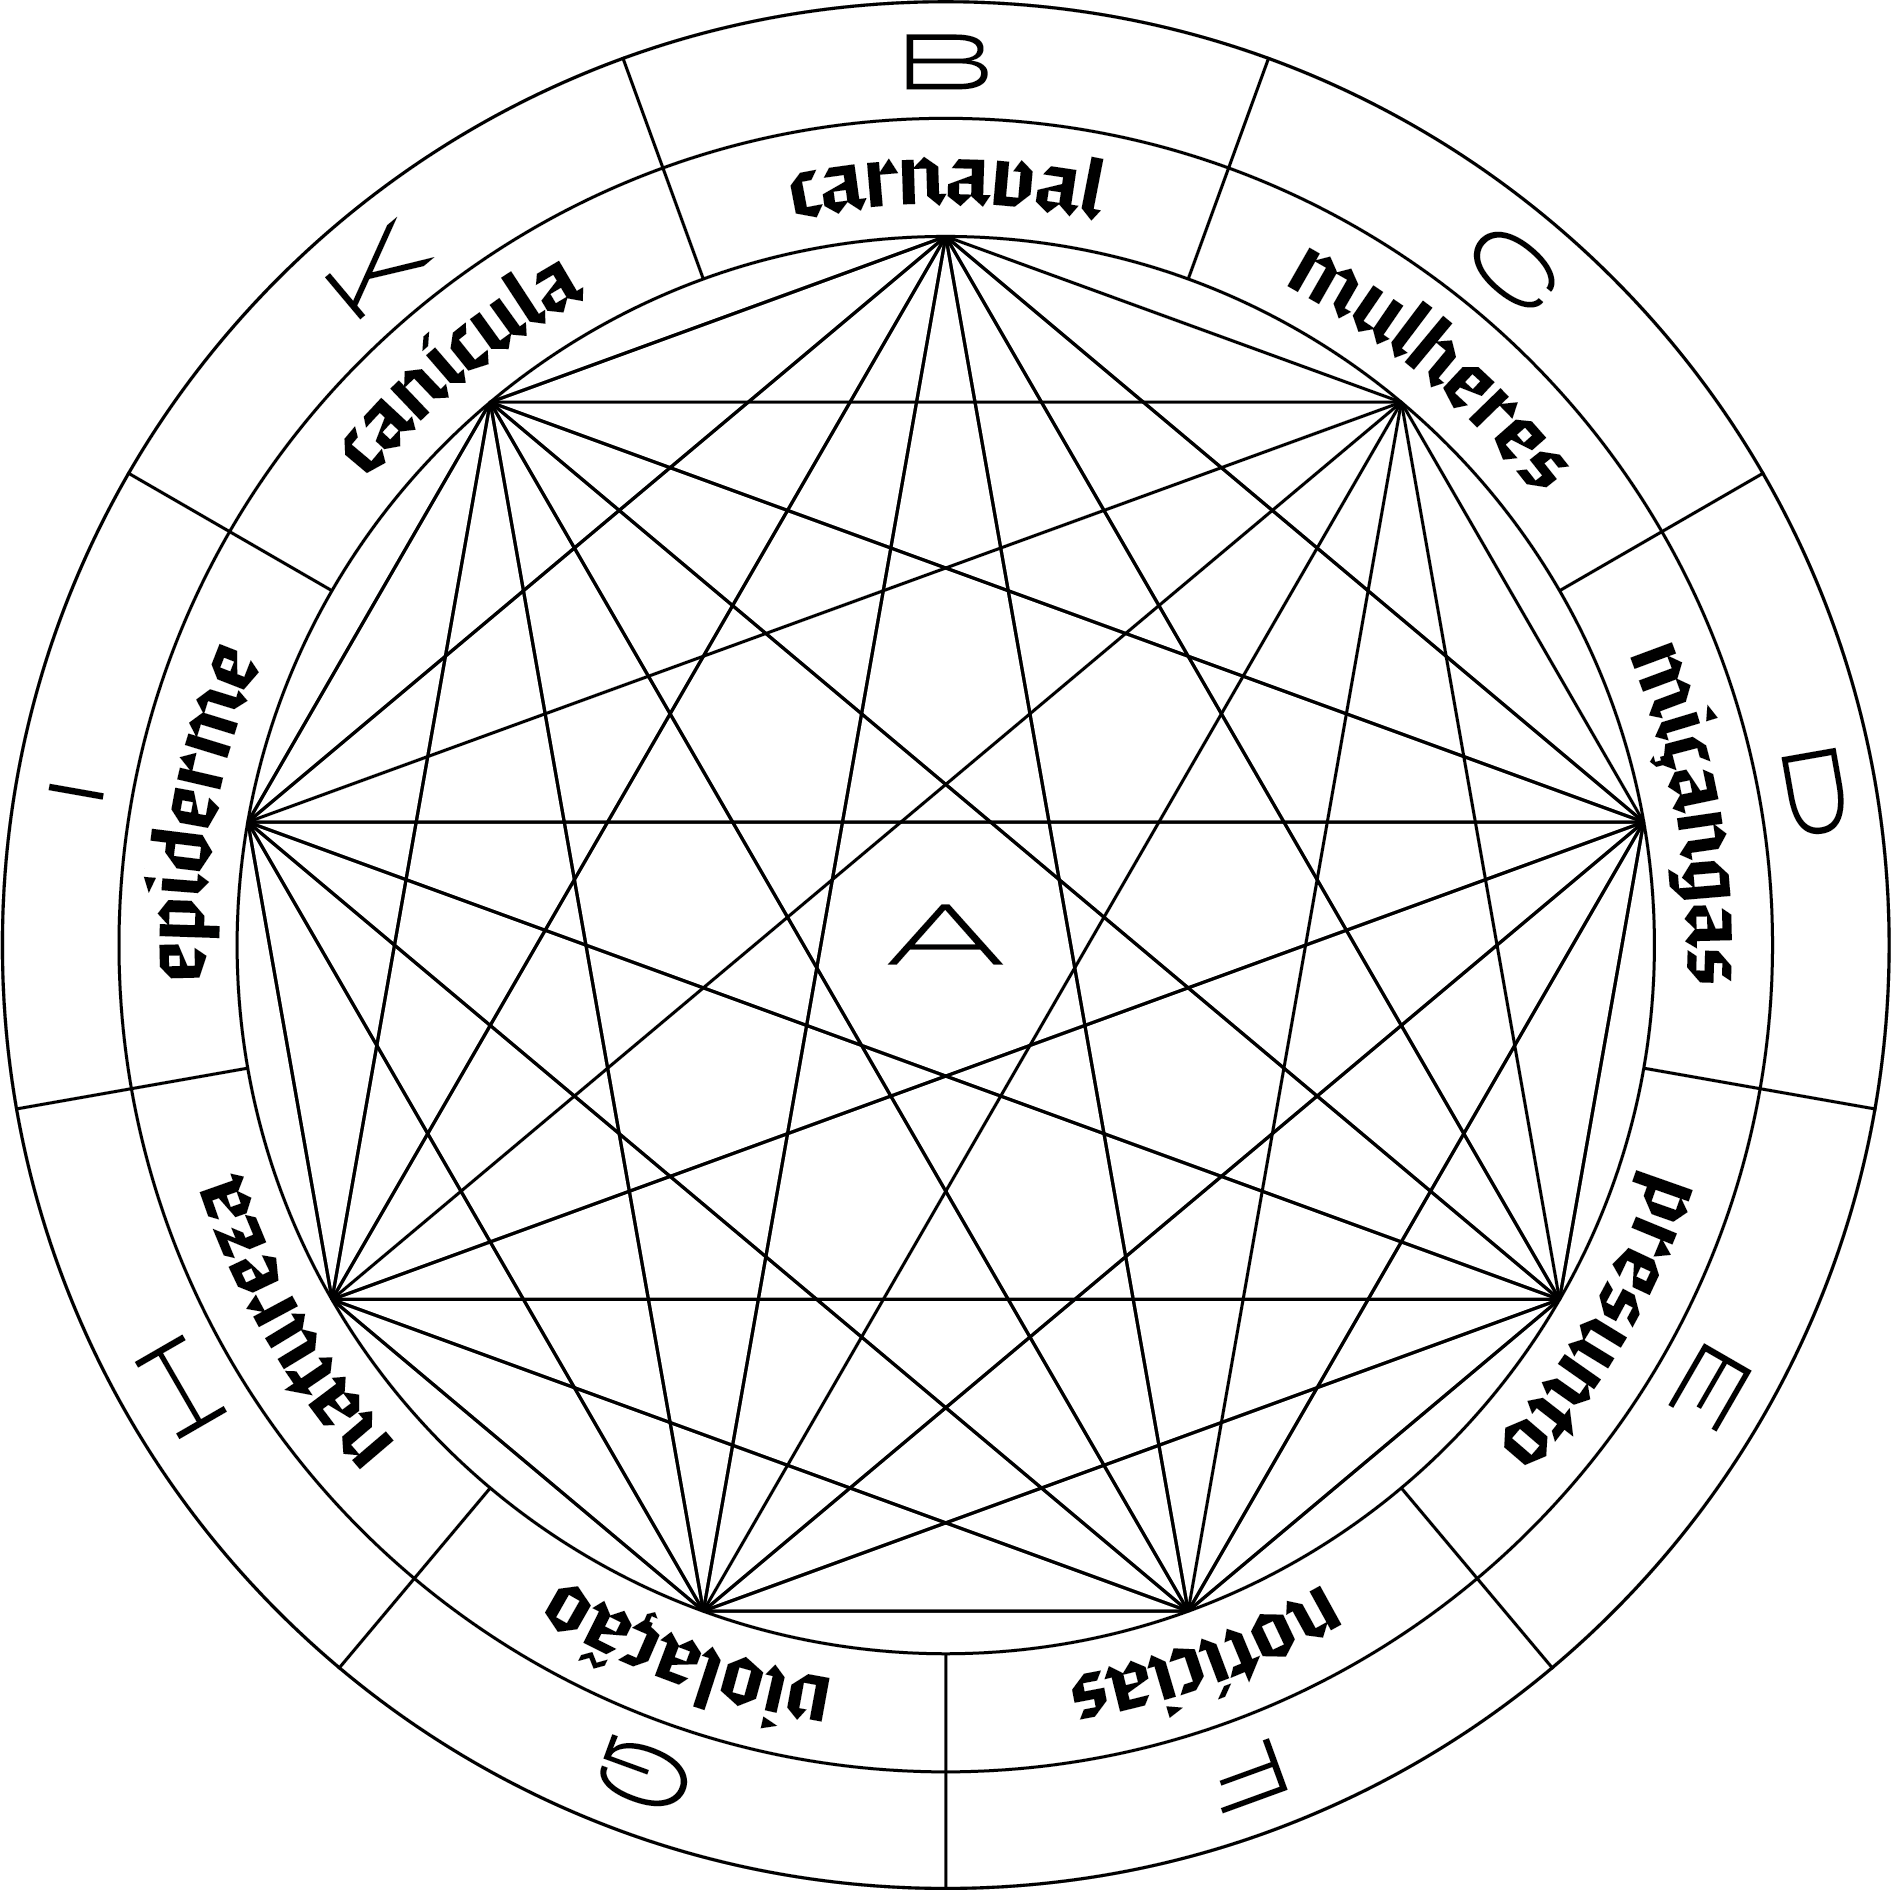 B
carnaval
C
mulheres
D
miçangas
E
presunto
F
notícias
G
violação
H
natureza
I
epiderme
K
canícula
A